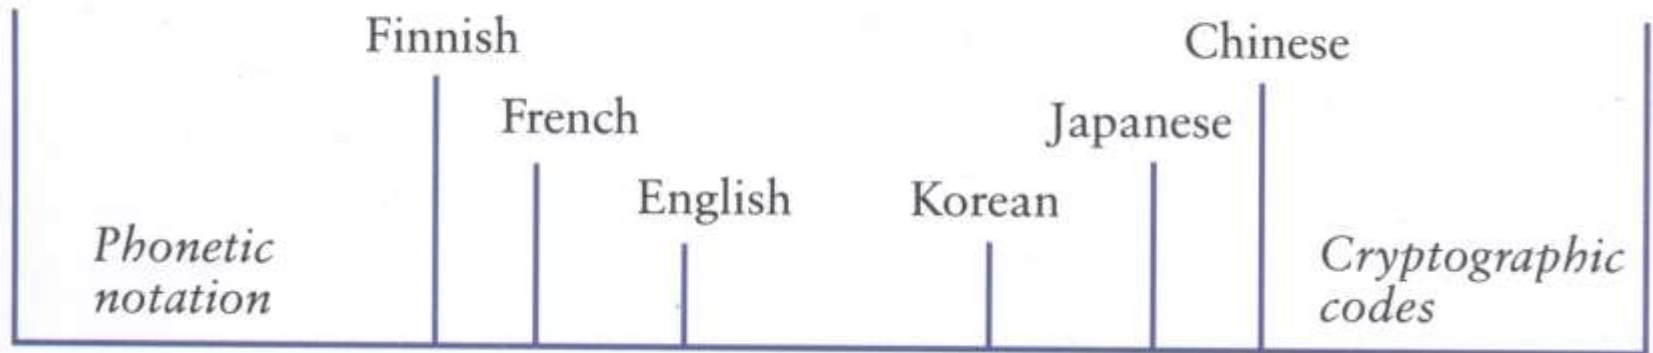 Finnish
Chinese
French
Japanese
English
Korean
Phonetic
notation
Cryptographic
codes